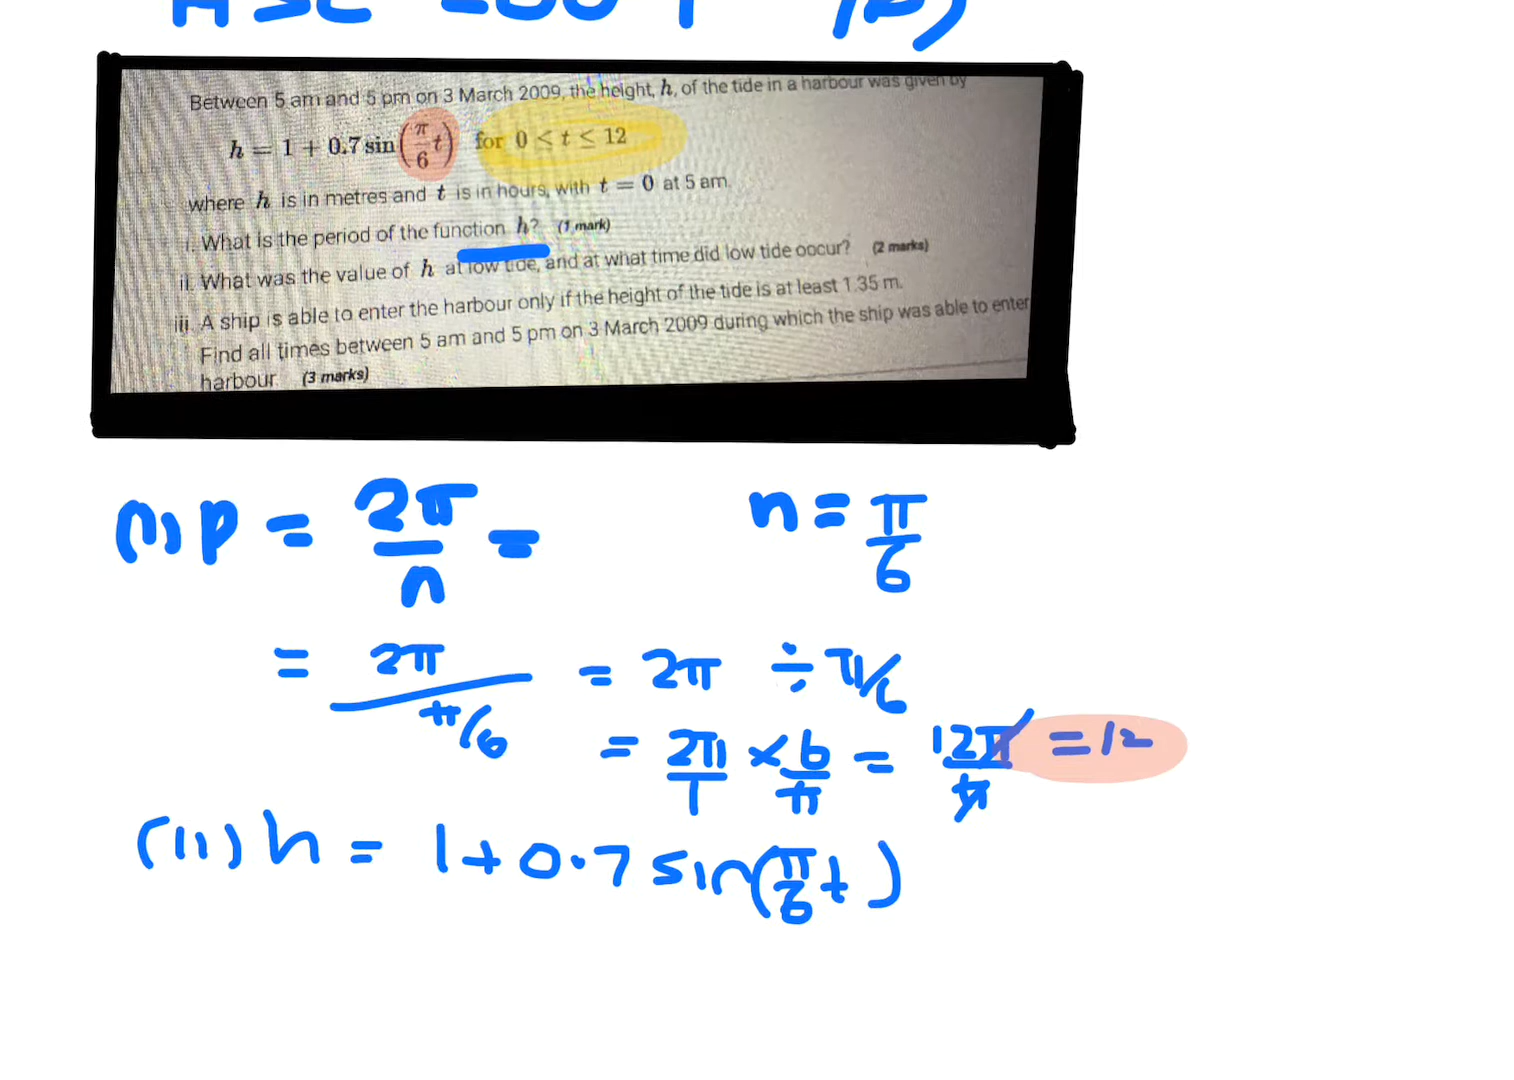 HSC 2009 7(b)
Between 5 am and 5 pm on 3 March 2009, the height, h, of the tide in a harbour was given by
h = 1 + 0.7 sin(π/6 t) for 0 < t ≤ 12
where h is in metres and t is in hours, with t = 0 at 5 am.
i. What is the period of the function h? (1 mark)
ii. What was the value of h at low tide, and at what time did low tide occur? (2 marks)
iii. A ship is able to enter the harbour only if the height of the tide is at least 1.35 m.
Find all times between 5 am and 5 pm on 3 March 2009 during which the ship was able to enter
harbour. (3 marks)
(1) P = 2π/n = n = π/6
= 2π/(π/6) = 2π ÷ π/6
= 2π/1 × 6/π = 12π/π = 12
(11) h = 1+0.7 sin(π/6 t)